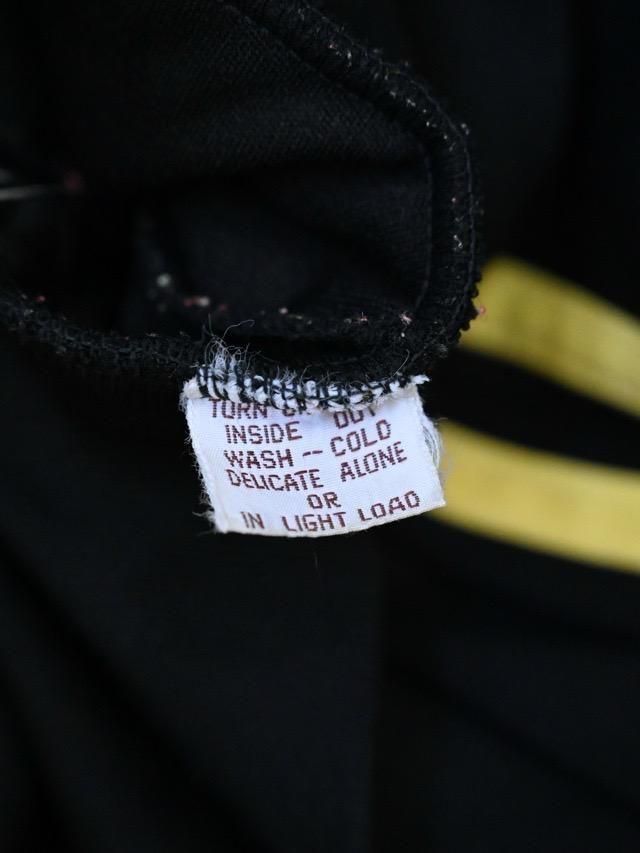 TURN
INSIDE OUT
WASH -- COLD
DELICATE ALONE
OR
IN LIGHT LOAD